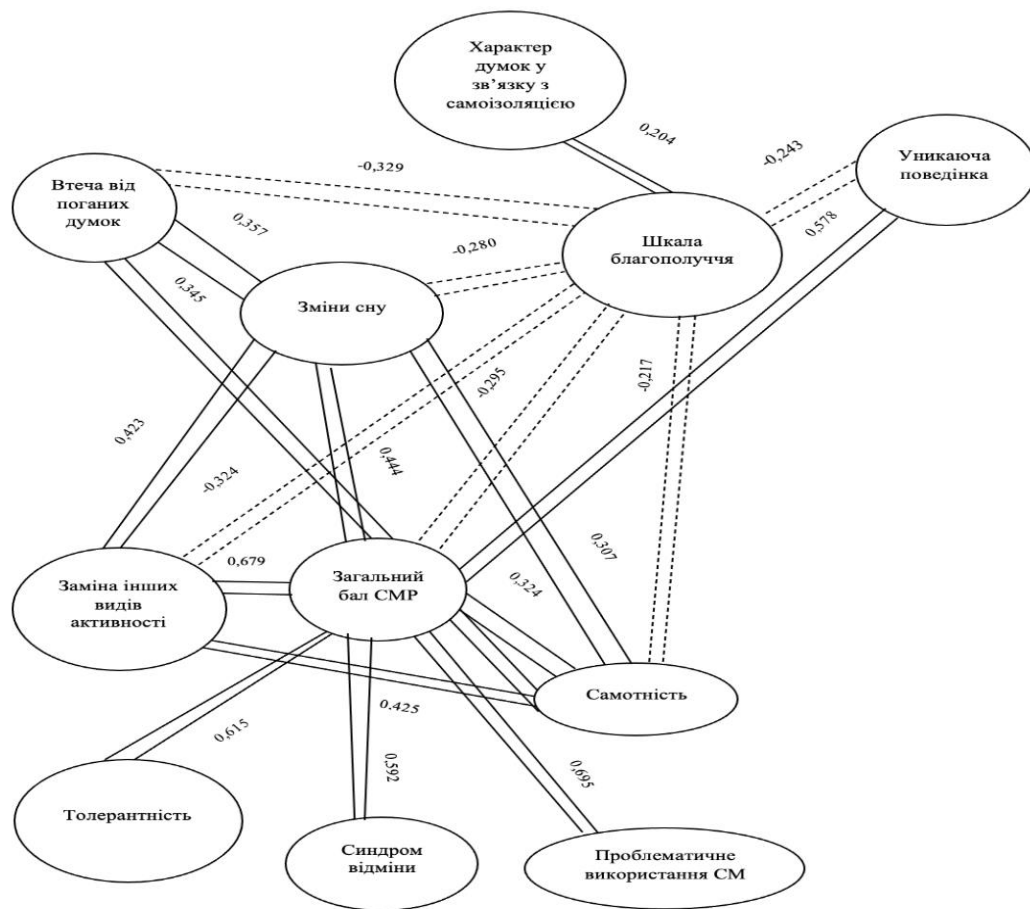 Характер
думок у
зв’язку з
самоізоляцією
0,204
-0,243
Уникаюча
поведінка
-0,329
Втеча від
поганих
думок
0,357
0,578
-0,280
Шкала
благополуччя
0,345
Зміни сну
-0,295
-0,217
0,423
0,444
-0,324
0,307
0,679
Загальний
бал СМР
0,324
Заміна інших
видів
активності
Самотність
0.425
0,615
0,592
0,695
Толерантність
Синдром
відміни
Проблематичне
використання СМ